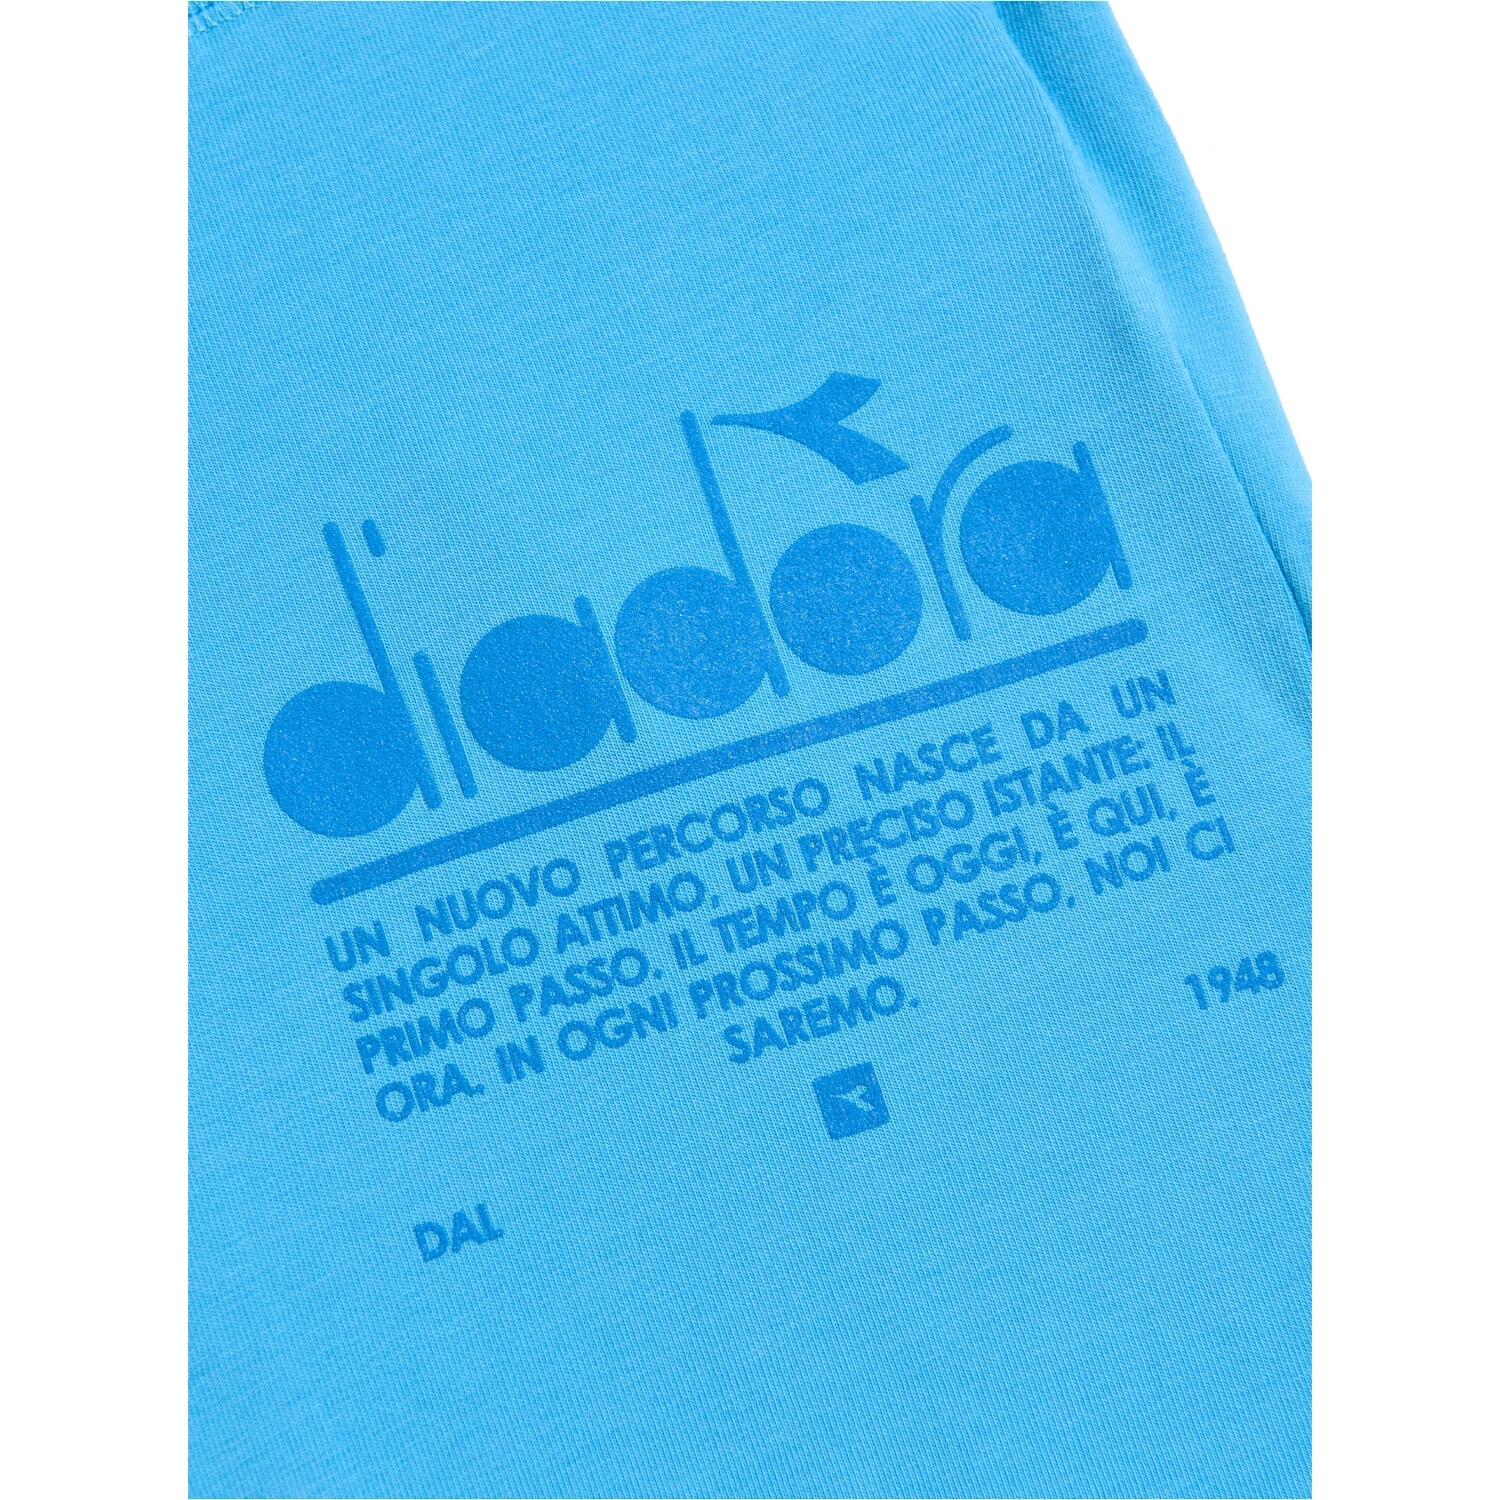 diadora
UN NUOVO PERCORSO NASCE DA UN
SINGOLO ATTIMO, UN PRECISO ISTANTE: IL
PRIMO PASSO. IL TEMPO È OGGI, È QUI, È
ORA. IN OGNI PROSSIMO PASSO, NOI CI
SAREMO.
DAL 1948